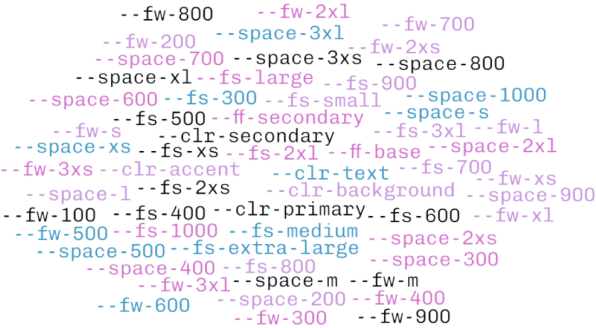 --fw-800 --fw-2xl --fw-700
--fw-200 --space-3xl --fw-2xs
--space-700 --space-3xs --space-800
--space-xl --fs-large --fs-900
--space-600 --fs-300 --fs-small --space-1000
--fs-500 --ff-secondary --space-s
--fw-s --clr-secondary --fs-3xl --fw-l
--space-xs --fs-xs --fs-2xl --ff-base --space-2xl
--fw-3xs --clr-accent --clr-text --fs-700 --fw-xs
--space-l --fs-2xs --clr-background --space-900
--fw-100 --fs-400 --clr-primary --fs-600 --fw-xl
--fw-500 --fs-1000 --fs-medium --space-2xs
--space-500 --fs-extra-large --space-300
--space-400 --fs-800
--fw-3xl --space-m --fw-m
--fw-600 --space-200 --fw-400
--fw-300 --fw-900